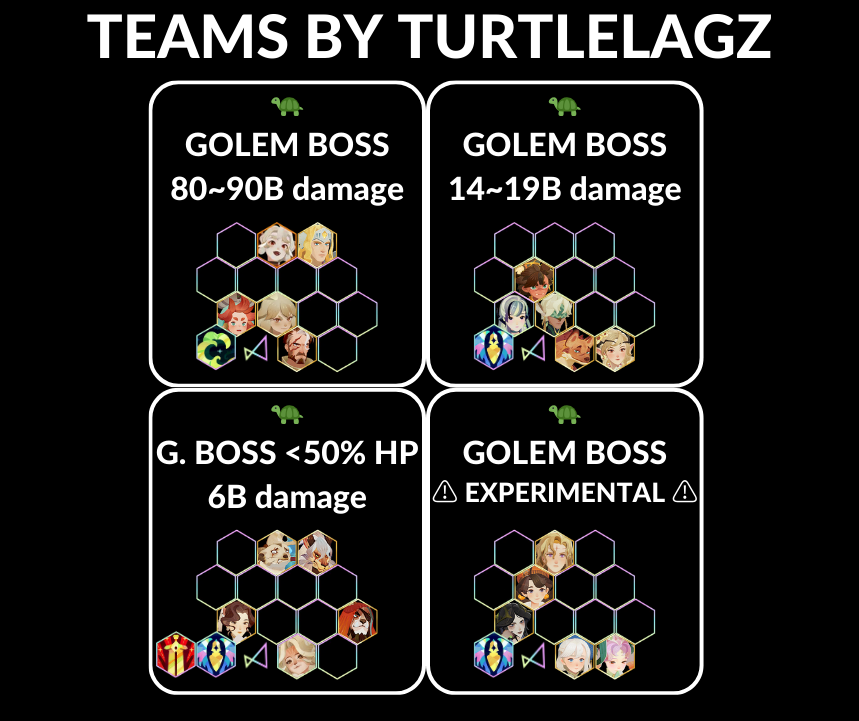 TEAMS BY TURTLELAGZ
GOLEM BOSS
80~90B damage
GOLEM BOSS
14~19B damage
G. BOSS <50% HP
6B damage
GOLEM BOSS
⚠ EXPERIMENTAL ⚠